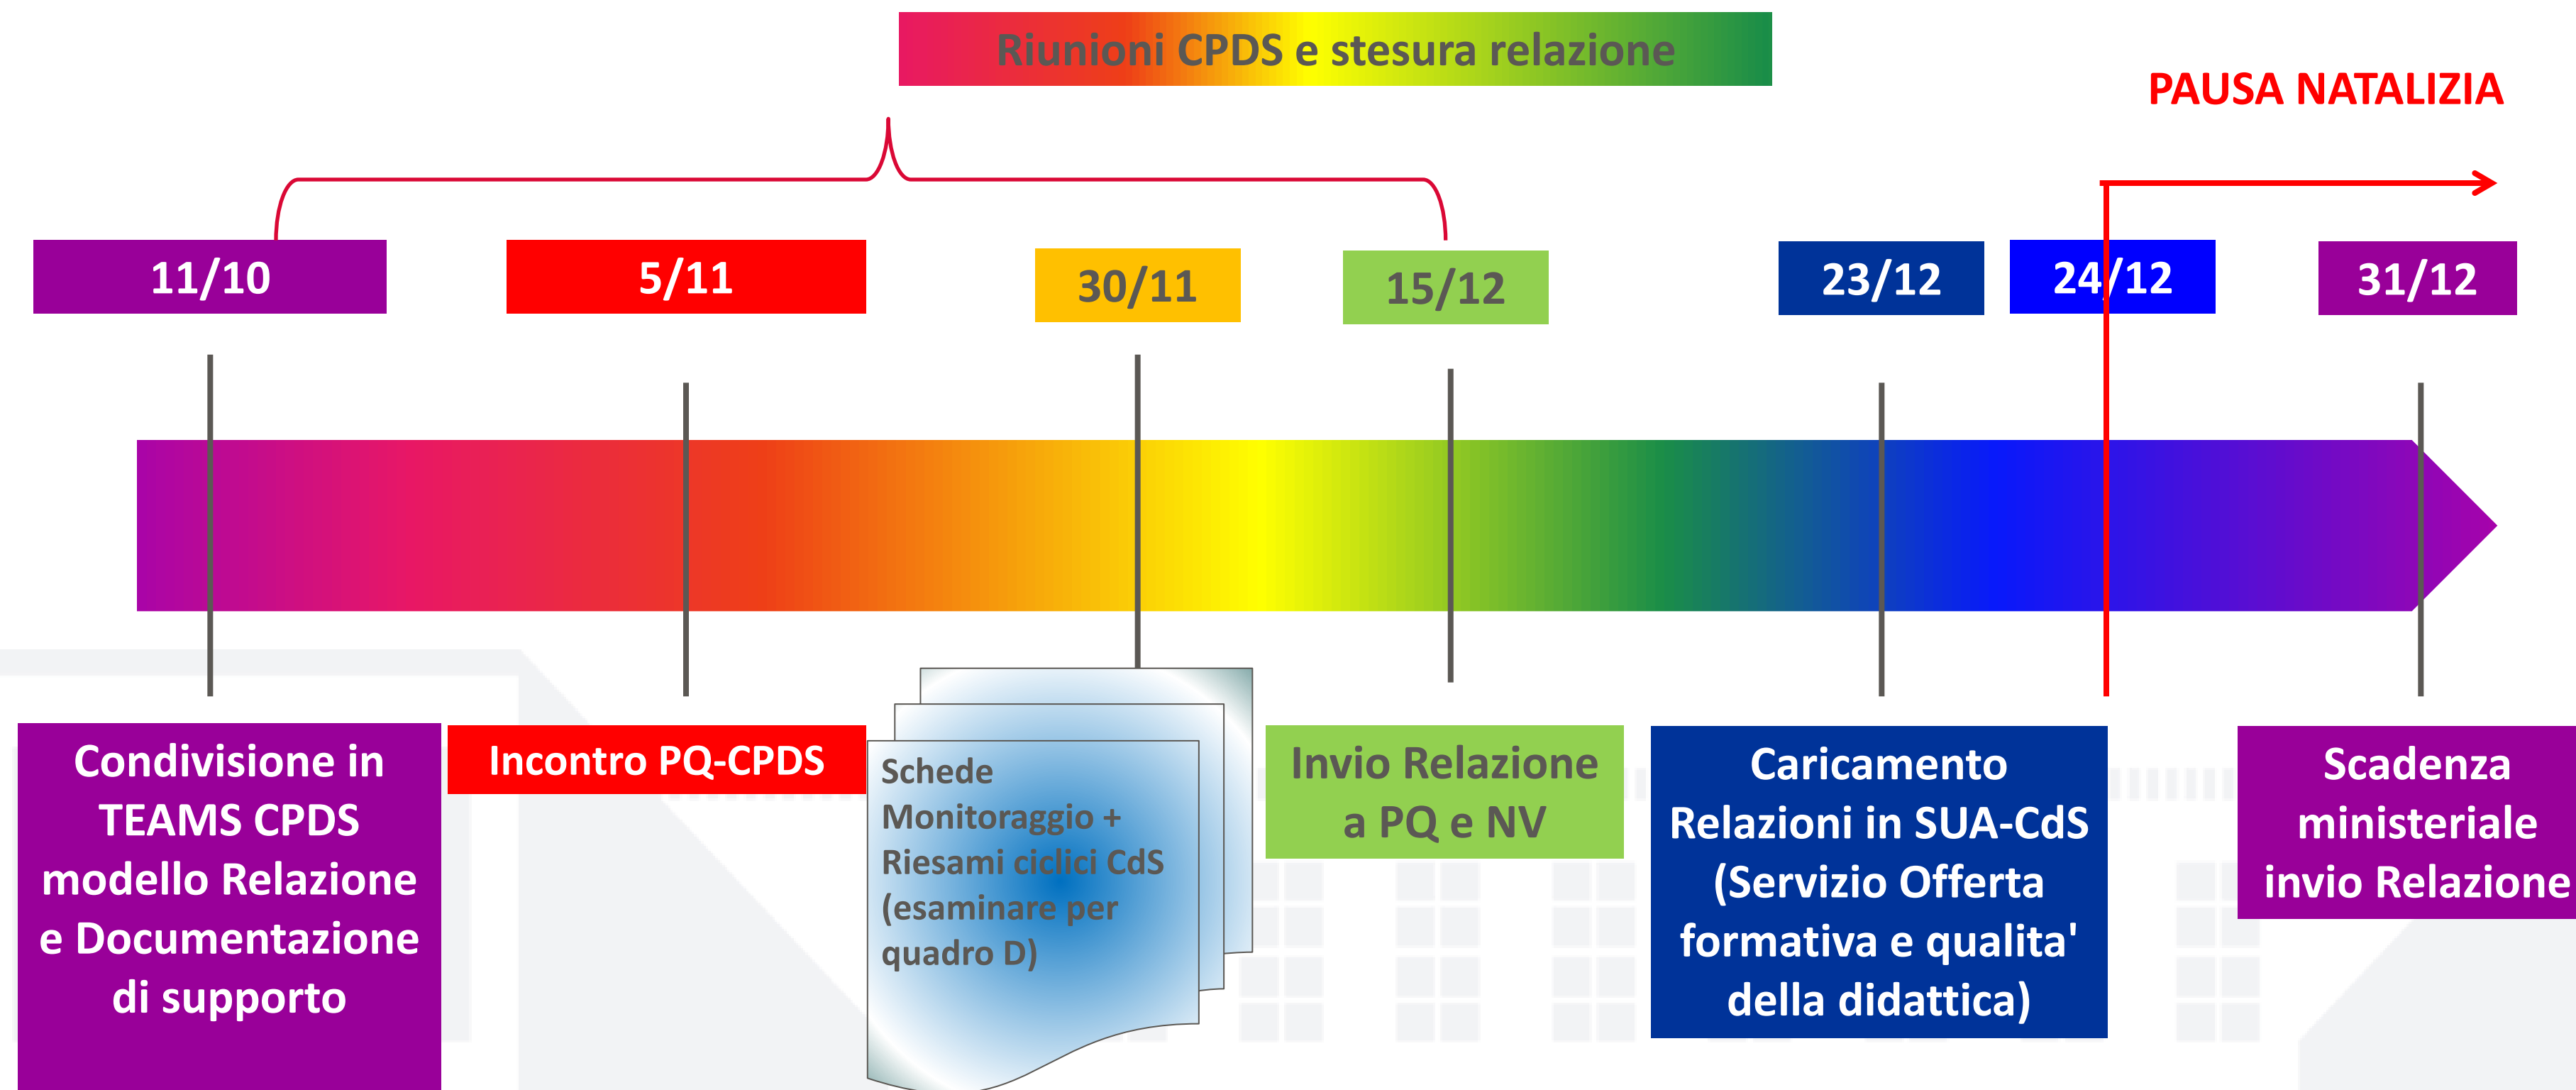 Riunioni CPDS e stesura relazione
PAUSA NATALIZIA
11/10
5/11
30/11
15/12
23/12
24/12
31/12
Condivisione in
TEAMS CPDS
modello Relazione
e Documentazione
di supporto
Incontro PQ-CPDS
Schede
Monitoraggio +
Riesami ciclici CdS
(esaminare per
quadro D)
Invio Relazione
a PQ e NV
Caricamento
Relazioni in SUA-CdS
(Servizio Offerta
formativa e qualita'
della didattica)
Scadenza
ministeriale
invio Relazione